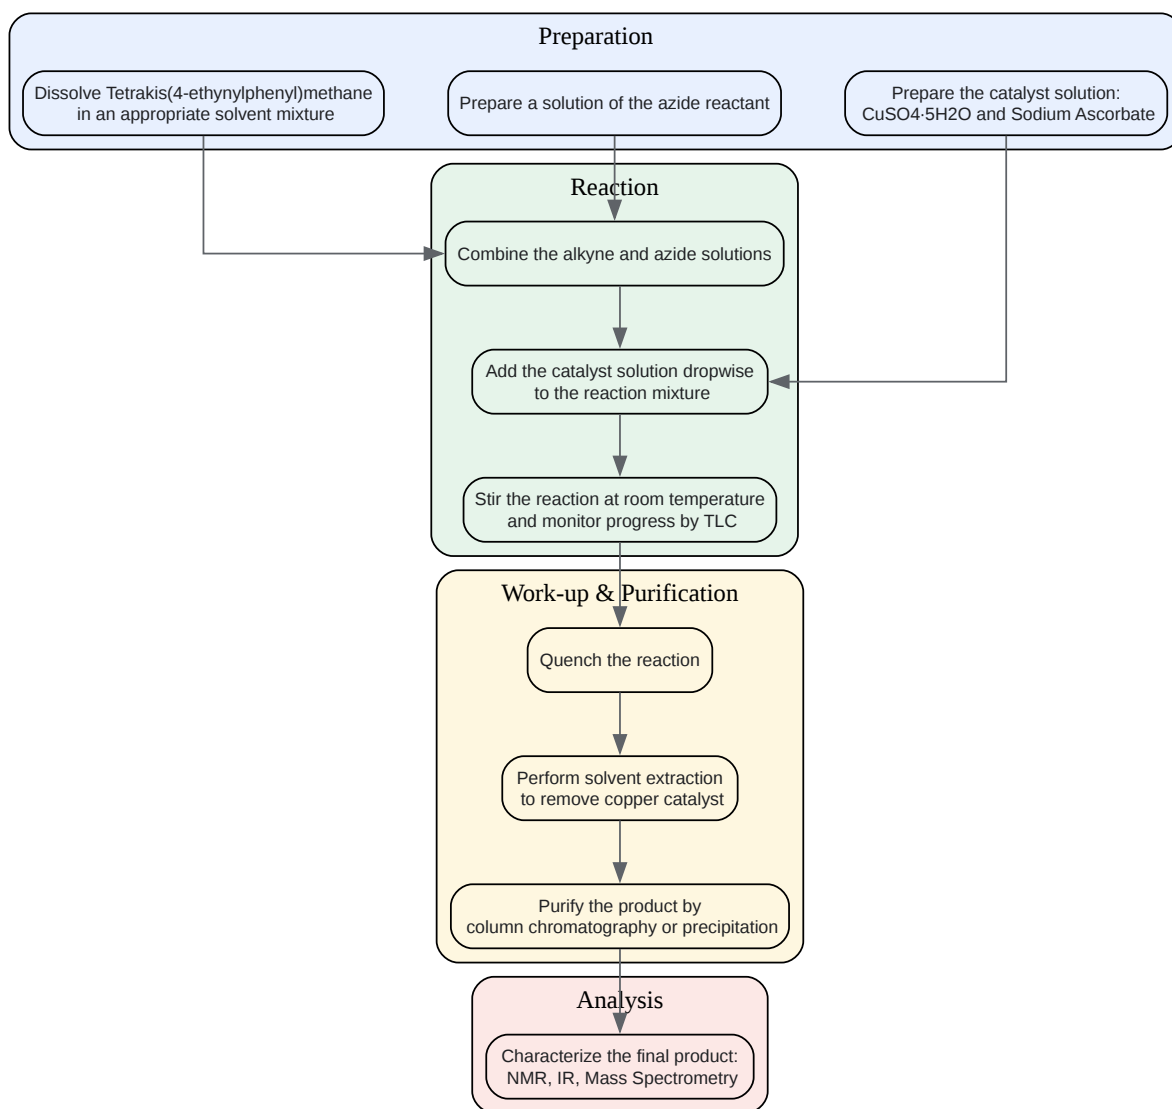 Preparation
Dissolve Tetrakis(4-ethynylphenyl)methane
in an appropriate solvent mixture
Prepare a solution of the azide reactant
Prepare the catalyst solution:
CuSO4·5H2O and Sodium Ascorbate
Reaction
Combine the alkyne and azide solutions
Add the catalyst solution dropwise
to the reaction mixture
Stir the reaction at room temperature
and monitor progress by TLC
Work-up & Purification
Quench the reaction
Perform solvent extraction
to remove copper catalyst
Purify the product by
column chromatography or precipitation
Analysis
Characterize the final product:
NMR, IR, Mass Spectrometry